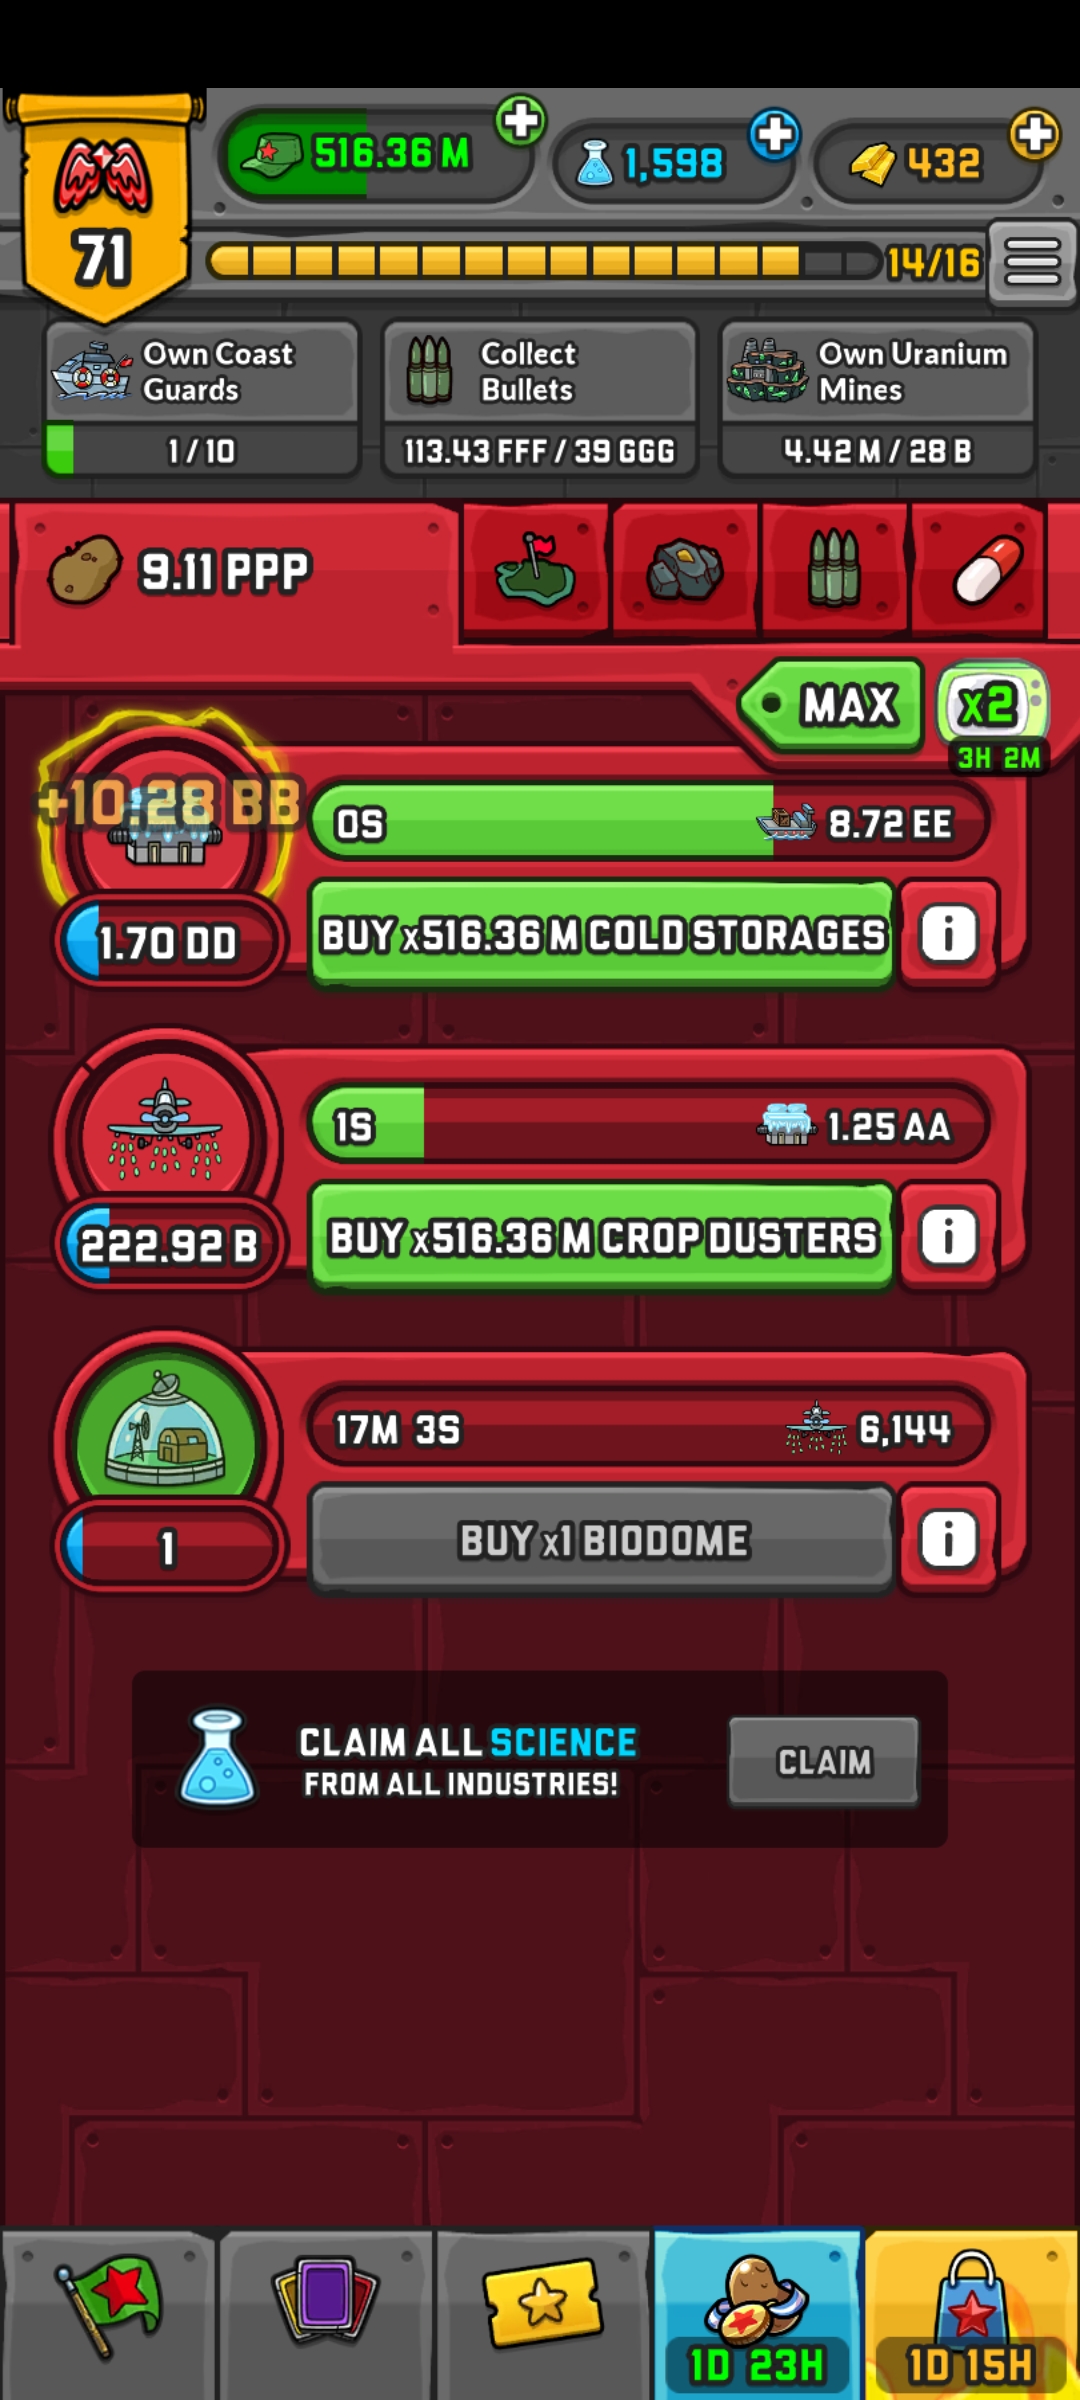 516.36 M
1,598
432
71
14/16
Own Coast
Guards
1 / 10
Collect
Bullets
113.43 FFF / 39 GGG
Own Uranium
Mines
4.42 M / 28 B
9.11 PPP
MAX
x2
3H 2M
+10.28 BB
0S
8.72 EE
1.70 DD
BUY x516.36 M COLD STORAGES
i
1S
1.25 AA
222.92 B
BUY x516.36 M CROP DUSTERS
i
17M 3S
6,144
1
BUY x1 BIODOME
i
CLAIM ALL SCIENCE
FROM ALL INDUSTRIES!
CLAIM
1D 23H
1D 15H